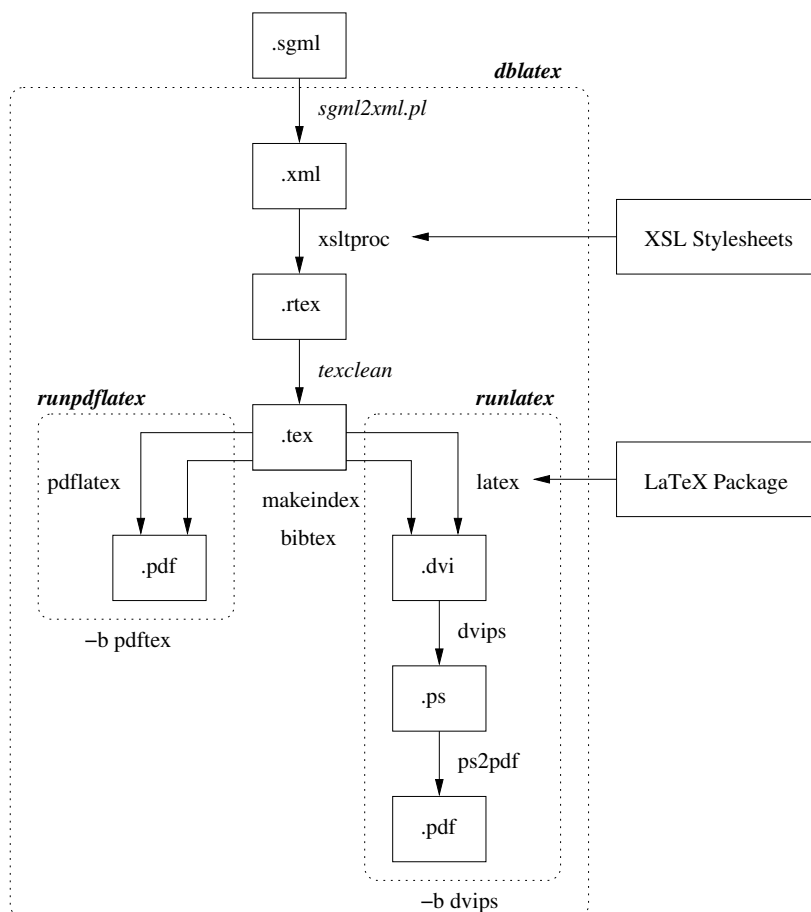 .sgml
dblatex
sgml2xml.pl
.xml
xsltproc
XSL Stylesheets
.rtex
texclean
runpdflatex
runlatex
.tex
pdflatex
latex
LaTeX Package
makeindex
bibtex
.pdf
.dvi
−b pdftex
dvips
.ps
ps2pdf
.pdf
−b dvips